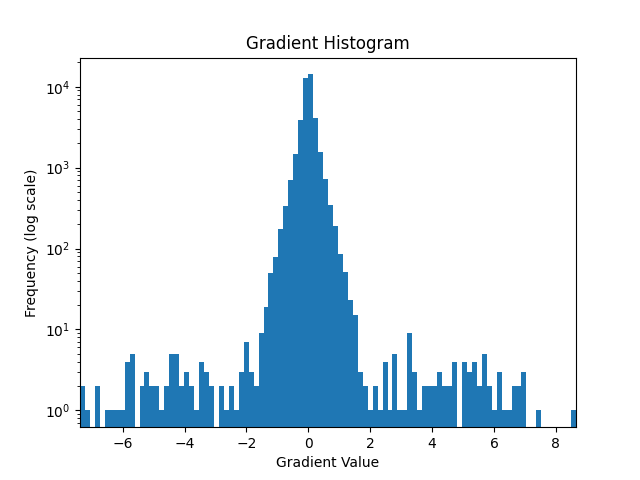 Gradient Histogram
Frequency (log scale)
10^4
10^3
10^2
10^1
10^0
−6 −4 −2 0 2 4 6 8
Gradient Value